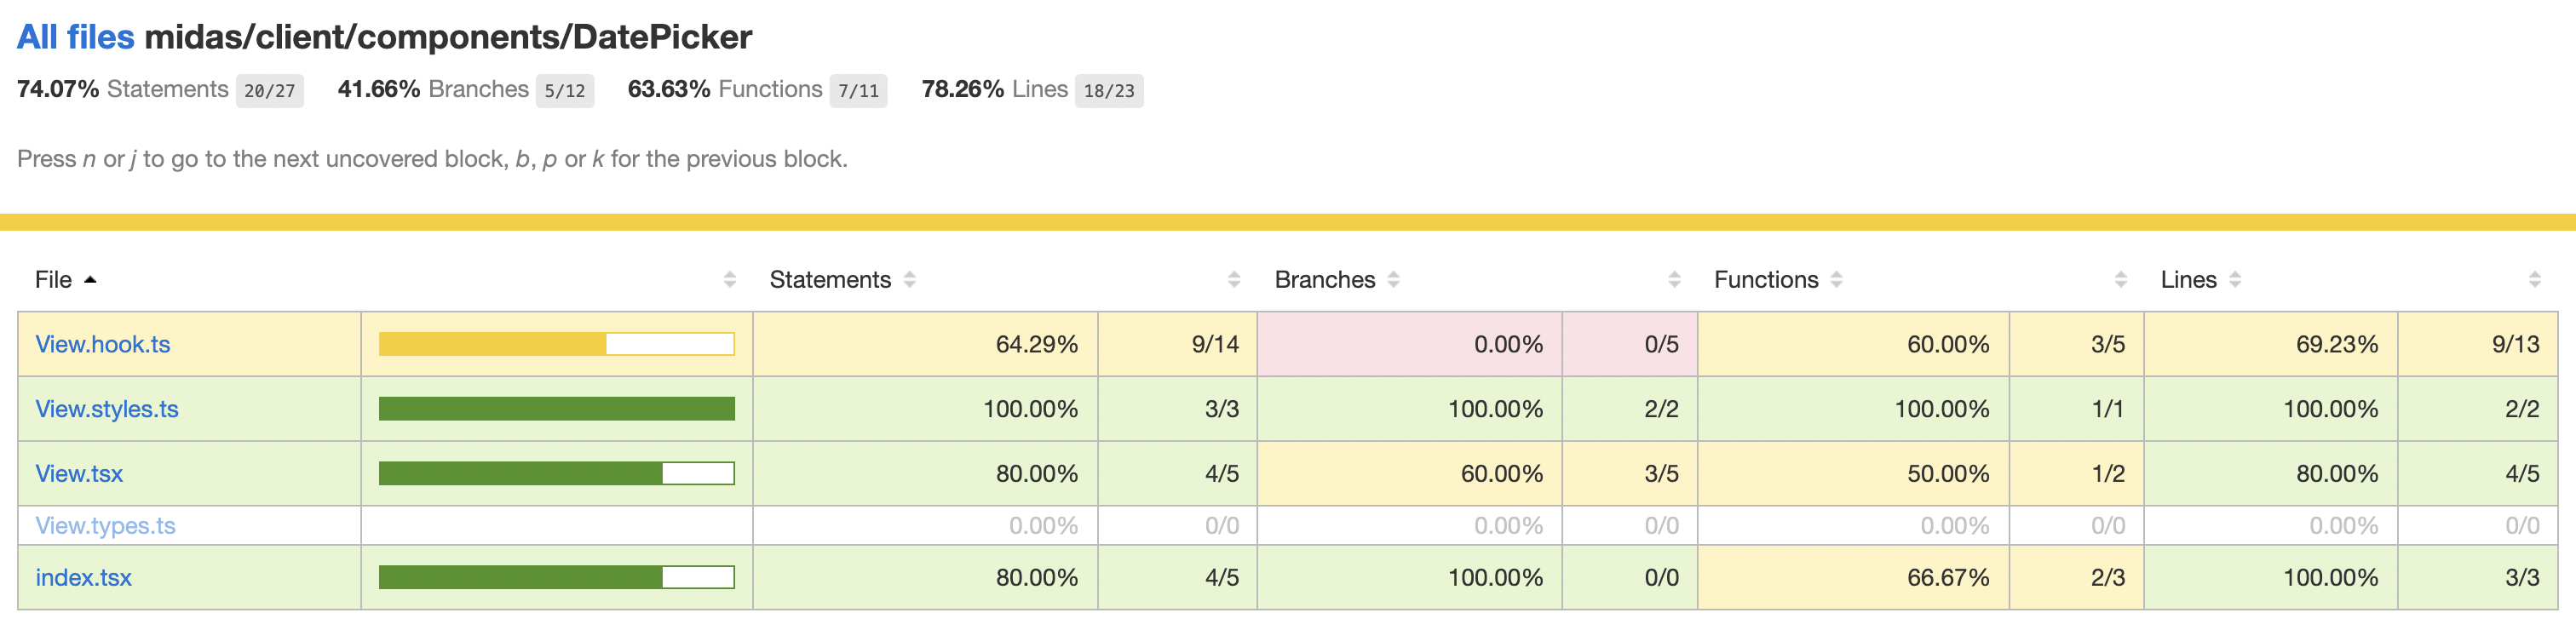 All files midas/client/components/DatePicker
74.07% Statements 20/27 41.66% Branches 5/12 63.63% Functions 7/11 78.26% Lines 18/23
Press n or j to go to the next uncovered block, b, p or k for the previous block.
File Statements Branches Functions Lines
View.hook.ts 64.29% 9/14 0.00% 0/5 60.00% 3/5 69.23% 9/13
View.styles.ts 100.00% 3/3 100.00% 2/2 100.00% 1/1 100.00% 2/2
View.tsx 80.00% 4/5 60.00% 3/5 50.00% 1/2 80.00% 4/5
View.types.ts 0.00% 0/0 0.00% 0/0 0.00% 0/0 0.00% 0/0
index.tsx 80.00% 4/5 100.00% 0/0 66.67% 2/3 100.00% 3/3